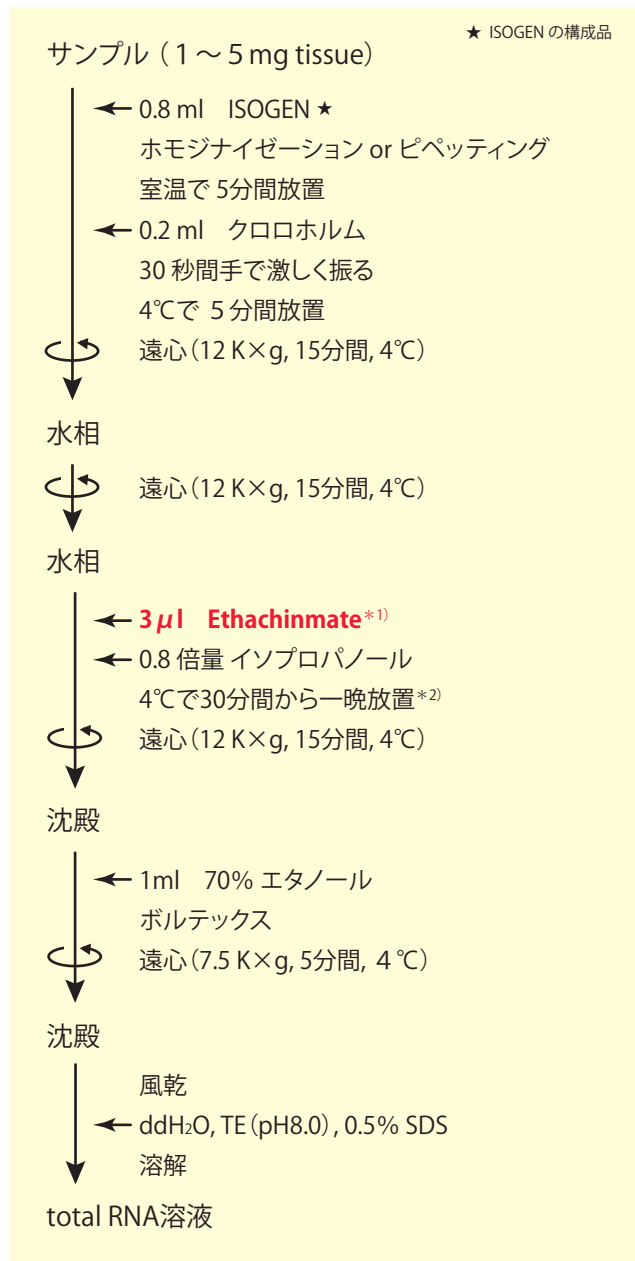 ★ ISOGEN の構成品
サンプル（1～5 mg tissue）
0.8 ml　ISOGEN ★
ホモジナイゼーション or ピペッティング
室温で 5分間放置
0.2 ml　クロロホルム
30 秒間手で激しく振る
4℃で 5 分間放置
遠心（12 K×g, 15分間, 4℃）
水相
遠心（12 K×g, 15分間, 4℃）
水相
3μl　Ethachinmate＊1)
0.8 倍量 イソプロパノール
4℃で30分間から一晩放置＊2)
遠心（12 K×g, 15分間, 4℃）
沈殿
1ml　70% エタノール
ボルテックス
遠心（7.5 K×g, 5分間, 4 ℃）
沈殿
風乾
ddH₂O, TE（pH8.0）, 0.5% SDS
溶解
total RNA溶液